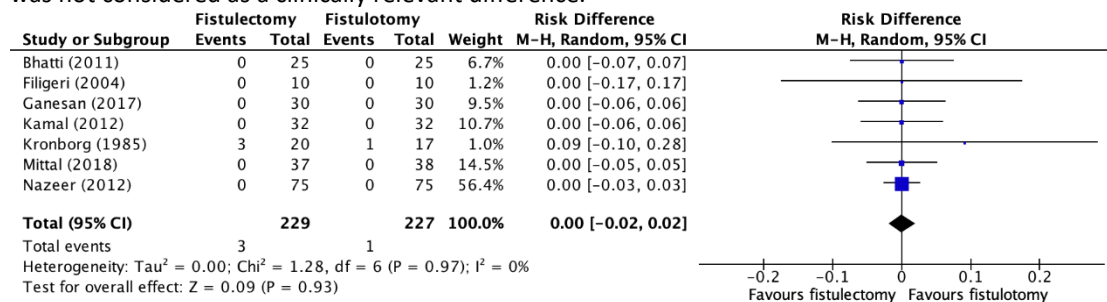 was not considered as a clinically relevant difference.
Fistulectomy Fistulotomy Risk Difference Risk Difference
Study or Subgroup Events Total Events Total Weight M-H, Random, 95% CI M-H, Random, 95% CI
Bhatti (2011) 0 25 0 25 6.7% 0.00 [-0.07, 0.07]
Filigeri (2004) 0 10 0 10 1.2% 0.00 [-0.17, 0.17]
Ganesan (2017) 0 30 0 30 9.5% 0.00 [-0.06, 0.06]
Kamal (2012) 0 32 0 32 10.7% 0.00 [-0.06, 0.06]
Kronborg (1985) 3 20 1 17 1.0% 0.09 [-0.10, 0.28]
Mittal (2018) 0 37 0 38 14.5% 0.00 [-0.05, 0.05]
Nazeer (2012) 0 75 0 75 56.4% 0.00 [-0.03, 0.03]
Total (95% CI) 229 227 100.0% 0.00 [-0.02, 0.02]
Total events 3 1
Heterogeneity: Tau² = 0.00; Chi² = 1.28, df = 6 (P = 0.97); I² = 0%
Test for overall effect: Z = 0.09 (P = 0.93)
-0.2 -0.1 0 0.1 0.2
Favours fistulectomy Favours fistulotomy